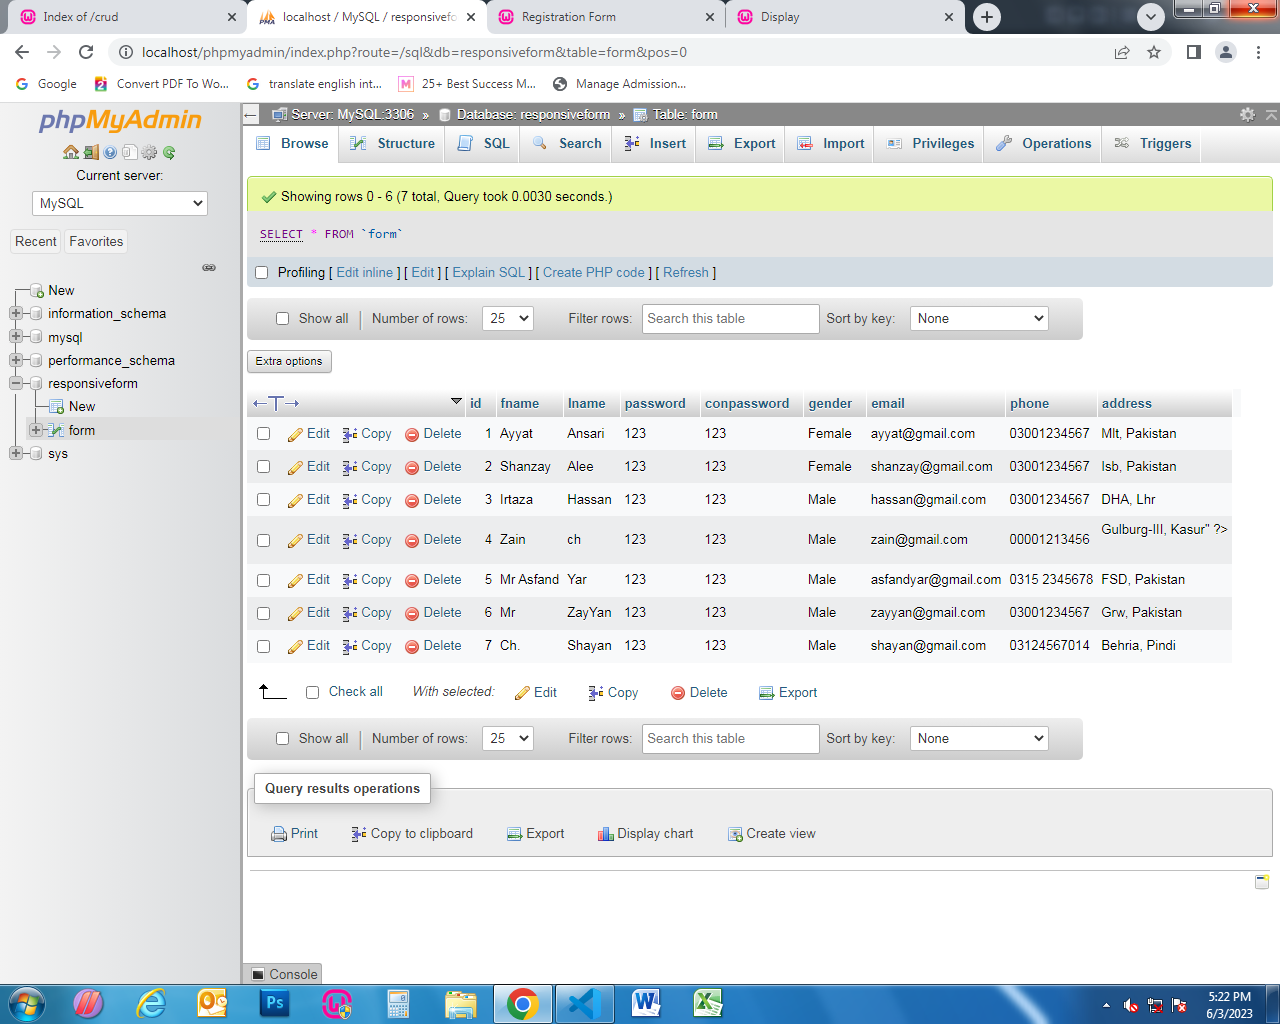 Index of /crud
localhost / MySQL / responsivefo
Registration Form
Display
localhost/phpmyadmin/index.php?route=/sql&db=responsiveform&table=form&pos=0
Google
Convert PDF To Wo...
translate english int...
25+ Best Success M...
Manage Admission...
phpMyAdmin
Current server:
MySQL
Recent
Favorites
New
information_schema
mysql
performance_schema
responsiveform
New
form
sys
Server: MySQL:3306 » Database: responsiveform » Table: form
Browse Structure SQL Search Insert Export Import Privileges Operations Triggers
Showing rows 0 - 6 (7 total, Query took 0.0030 seconds.)
SELECT * FROM `form`
Profiling [ Edit inline ] [ Edit ] [ Explain SQL ] [ Create PHP code ] [ Refresh ]
Show all | Number of rows: 25 Filter rows: Search this table Sort by key: None
Extra options
id fname lname password conpassword gender email phone address
Edit Copy Delete 1 Ayyat Ansari 123 123 Female ayyat@gmail.com 03001234567 Mlt, Pakistan
Edit Copy Delete 2 Shanzay Alee 123 123 Female shanzay@gmail.com 03001234567 Isb, Pakistan
Edit Copy Delete 3 Irtaza Hassan 123 123 Male hassan@gmail.com 03001234567 DHA, Lhr
Edit Copy Delete 4 Zain ch 123 123 Male zain@gmail.com 00001213456 Gulburg-III, Kasur" ?>
Edit Copy Delete 5 Mr Asfand Yar 123 123 Male asfandyar@gmail.com 0315 2345678 FSD, Pakistan
Edit Copy Delete 6 Mr ZayYan 123 123 Male zayyan@gmail.com 03001234567 Grw, Pakistan
Edit Copy Delete 7 Ch. Shayan 123 123 Male shayan@gmail.com 03124567014 Behria, Pindi
Check all With selected: Edit Copy Delete Export
Show all | Number of rows: 25 Filter rows: Search this table Sort by key: None
Query results operations
Print Copy to clipboard Export Display chart Create view
Console
Ps
5:22 PM
6/3/2023